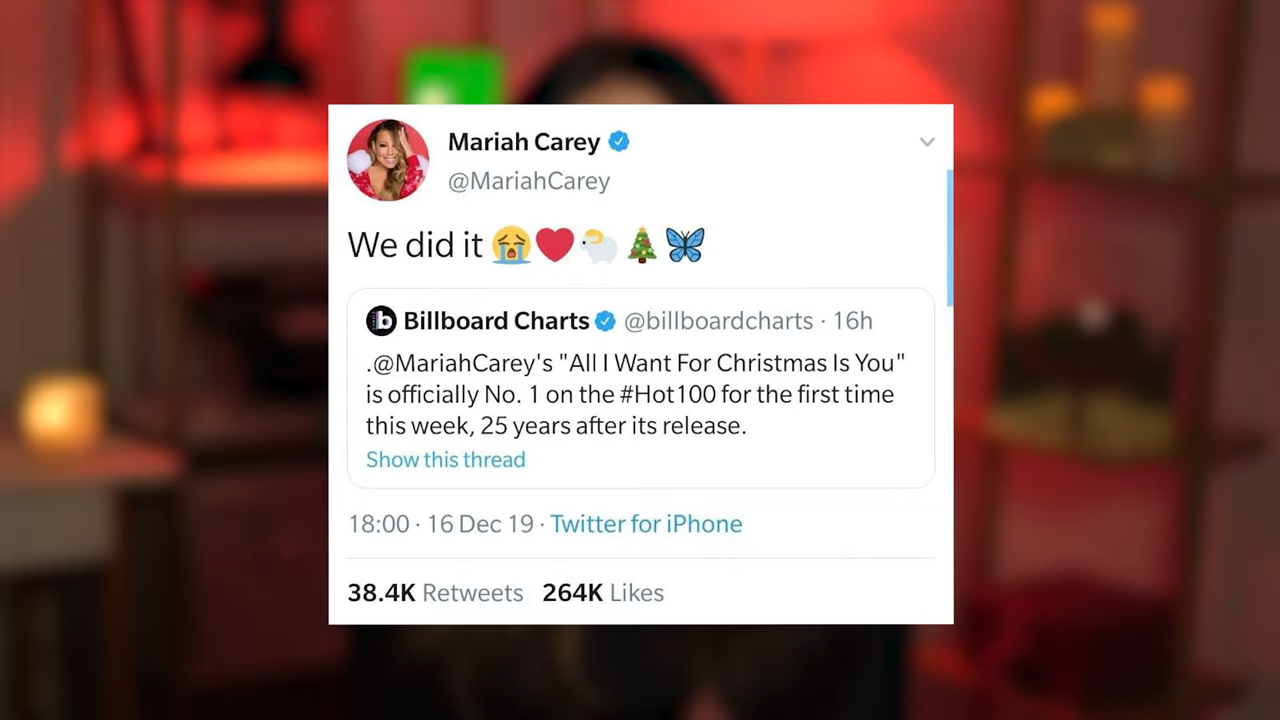 Mariah Carey
@MariahCarey
We did it 😭❤️🐏🎄🦋
b Billboard Charts @billboardcharts · 16h
.@MariahCarey's "All I Want For Christmas Is You"
is officially No. 1 on the #Hot100 for the first time
this week, 25 years after its release.
Show this thread
18:00 · 16 Dec 19 · Twitter for iPhone
38.4K Retweets 264K Likes